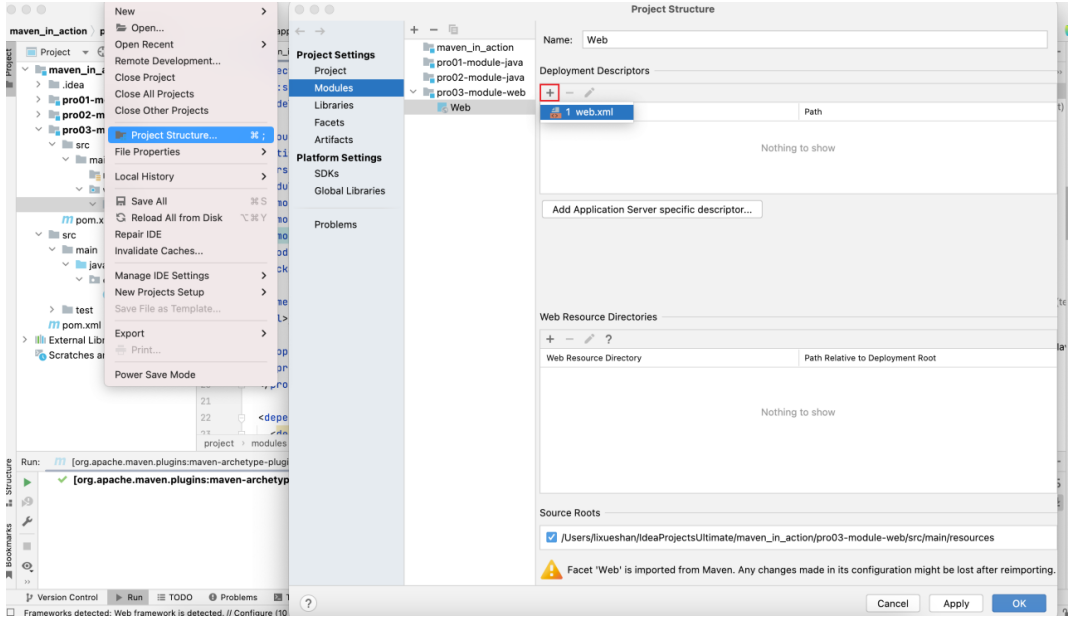 Project Structure
maven_in_action
Project
maven_in_a
.idea
pro01-m
pro02-m
pro03-m
src
mai
pom.x
src
main
java
test
pom.xml
External Libr
Scratches a
New
Open...
Open Recent
Remote Development...
Close Project
Close All Projects
Close Other Projects
Project Structure... ⌘ ;
File Properties
Local History
Save All ⌘ S
Reload All from Disk ⌥ ⌘ Y
Repair IDE
Invalidate Caches...
Manage IDE Settings
New Projects Setup
Save File as Template...
Export
Print...
Power Save Mode
21
22 <depe
project › modules
Project Settings
Project
Modules
Libraries
Facets
Artifacts
Platform Settings
SDKs
Global Libraries
Problems
maven_in_action
pro01-module-java
pro02-module-java
pro03-module-web
Web
Name: Web
Deployment Descriptors
1 web.xml
Path
Nothing to show
Add Application Server specific descriptor...
Web Resource Directories
?
Web Resource Directory Path Relative to Deployment Root
Nothing to show
Source Roots
/Users/lixueshan/IdeaProjectsUltimate/maven_in_action/pro03-module-web/src/main/resources
Facet 'Web' is imported from Maven. Any changes made in its configuration might be lost after reimporting.
? Cancel Apply OK
Run: [org.apache.maven.plugins:maven-archetype-plugi
[org.apache.maven.plugins:maven-archetyp
Structure
Bookmarks
Version Control Run TODO Problems
Frameworks detected: Web framework is detected. // Configure (10